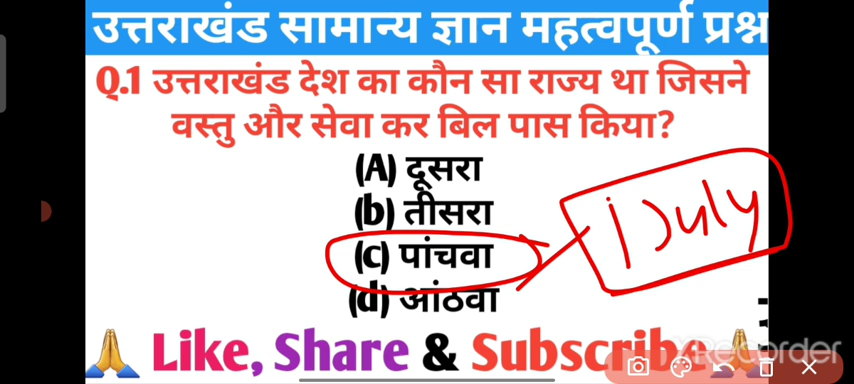 उत्तराखंड सामान्य ज्ञान महत्वपूर्ण प्रश्न
Q.1 उत्तराखंड देश का कौन सा राज्य था जिसने
वस्तु और सेवा कर बिल पास किया?
(A) दूसरा
(b) तीसरा
1 July
(c) पांचवा
(d) आंठवा
Like, Share & Subscribe
XRecorder